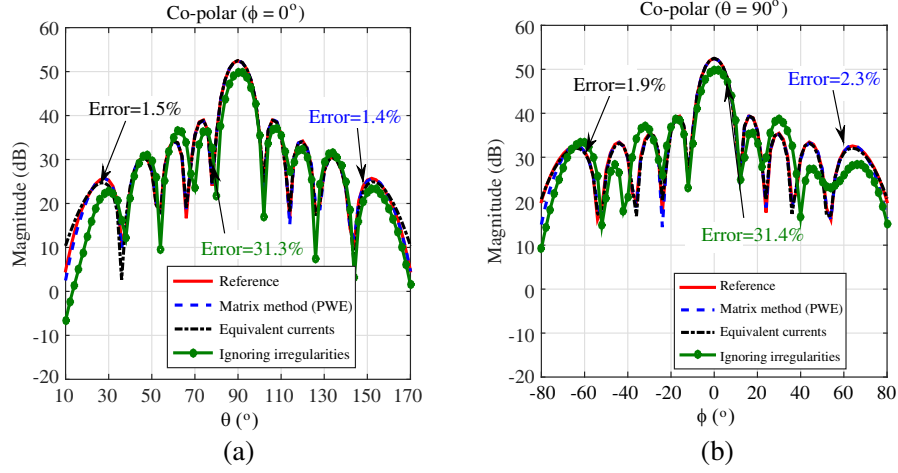 Co-polar (ϕ = 0°)
60
50
40
30
20
10
0
-10
-20
Magnitude (dB)
Error=1.5%
Error=1.4%
Error=31.3%
Reference
Matrix method (PWE)
Equivalent currents
Ignoring irregularities
10 30 50 70 90 110 130 150 170
θ (°)
(a)
Co-polar (θ = 90°)
60
50
40
30
20
10
0
-10
-20
Magnitude (dB)
Error=1.9%
Error=2.3%
Error=31.4%
Reference
Matrix method (PWE)
Equivalent currents
Ignoring irregularities
-80 -60 -40 -20 0 20 40 60 80
ϕ (°)
(b)